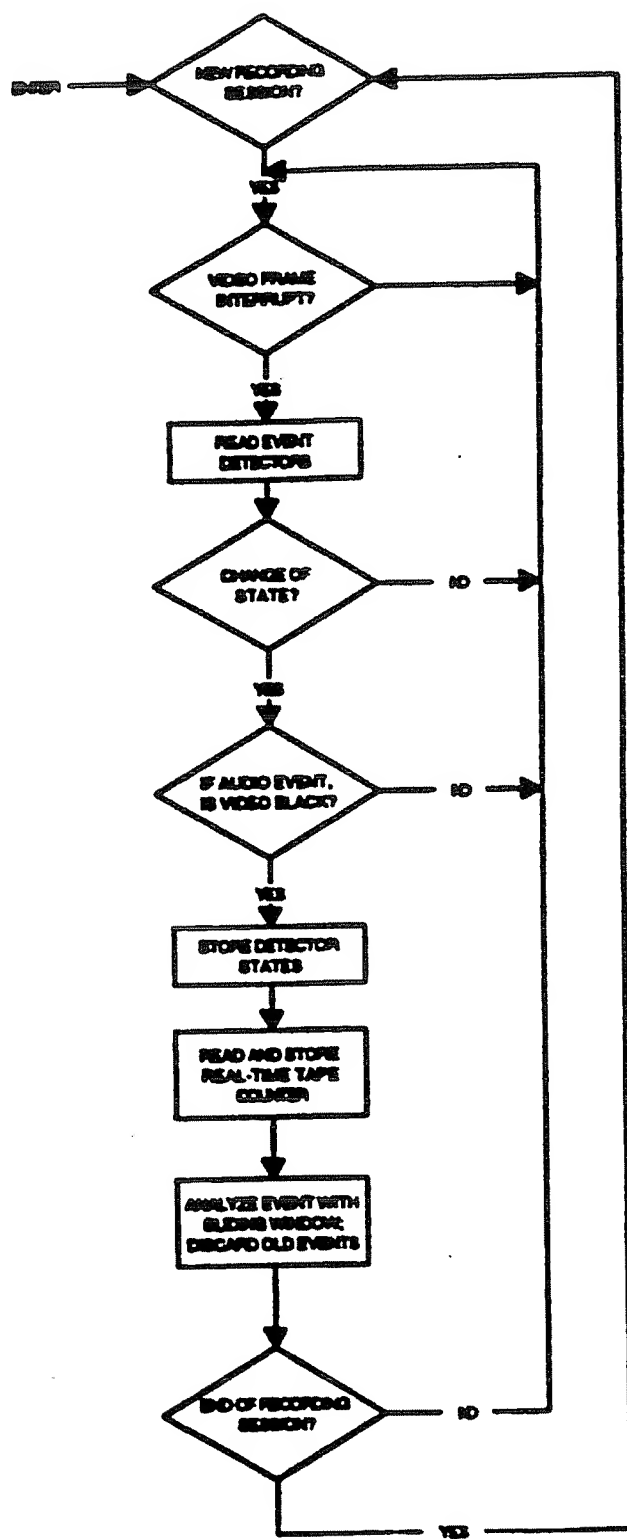 NEW RECORDING
SESSION?
ENTER
YES
VIDEO FRAME
INTERRUPT?
YES
READ EVENT
DETECTORS
CHANGE OF
STATE?
NO
YES
IF AUDIO EVENT,
IS VIDEO BLACK?
NO
YES
STORE DETECTOR
STATES
READ AND STORE
REAL-TIME TAPE
COUNTER
ANALYZE EVENT WITH
SLIDING WINDOW;
DISCARD OLD EVENTS
END OF RECORDING
SESSION?
NO
YES